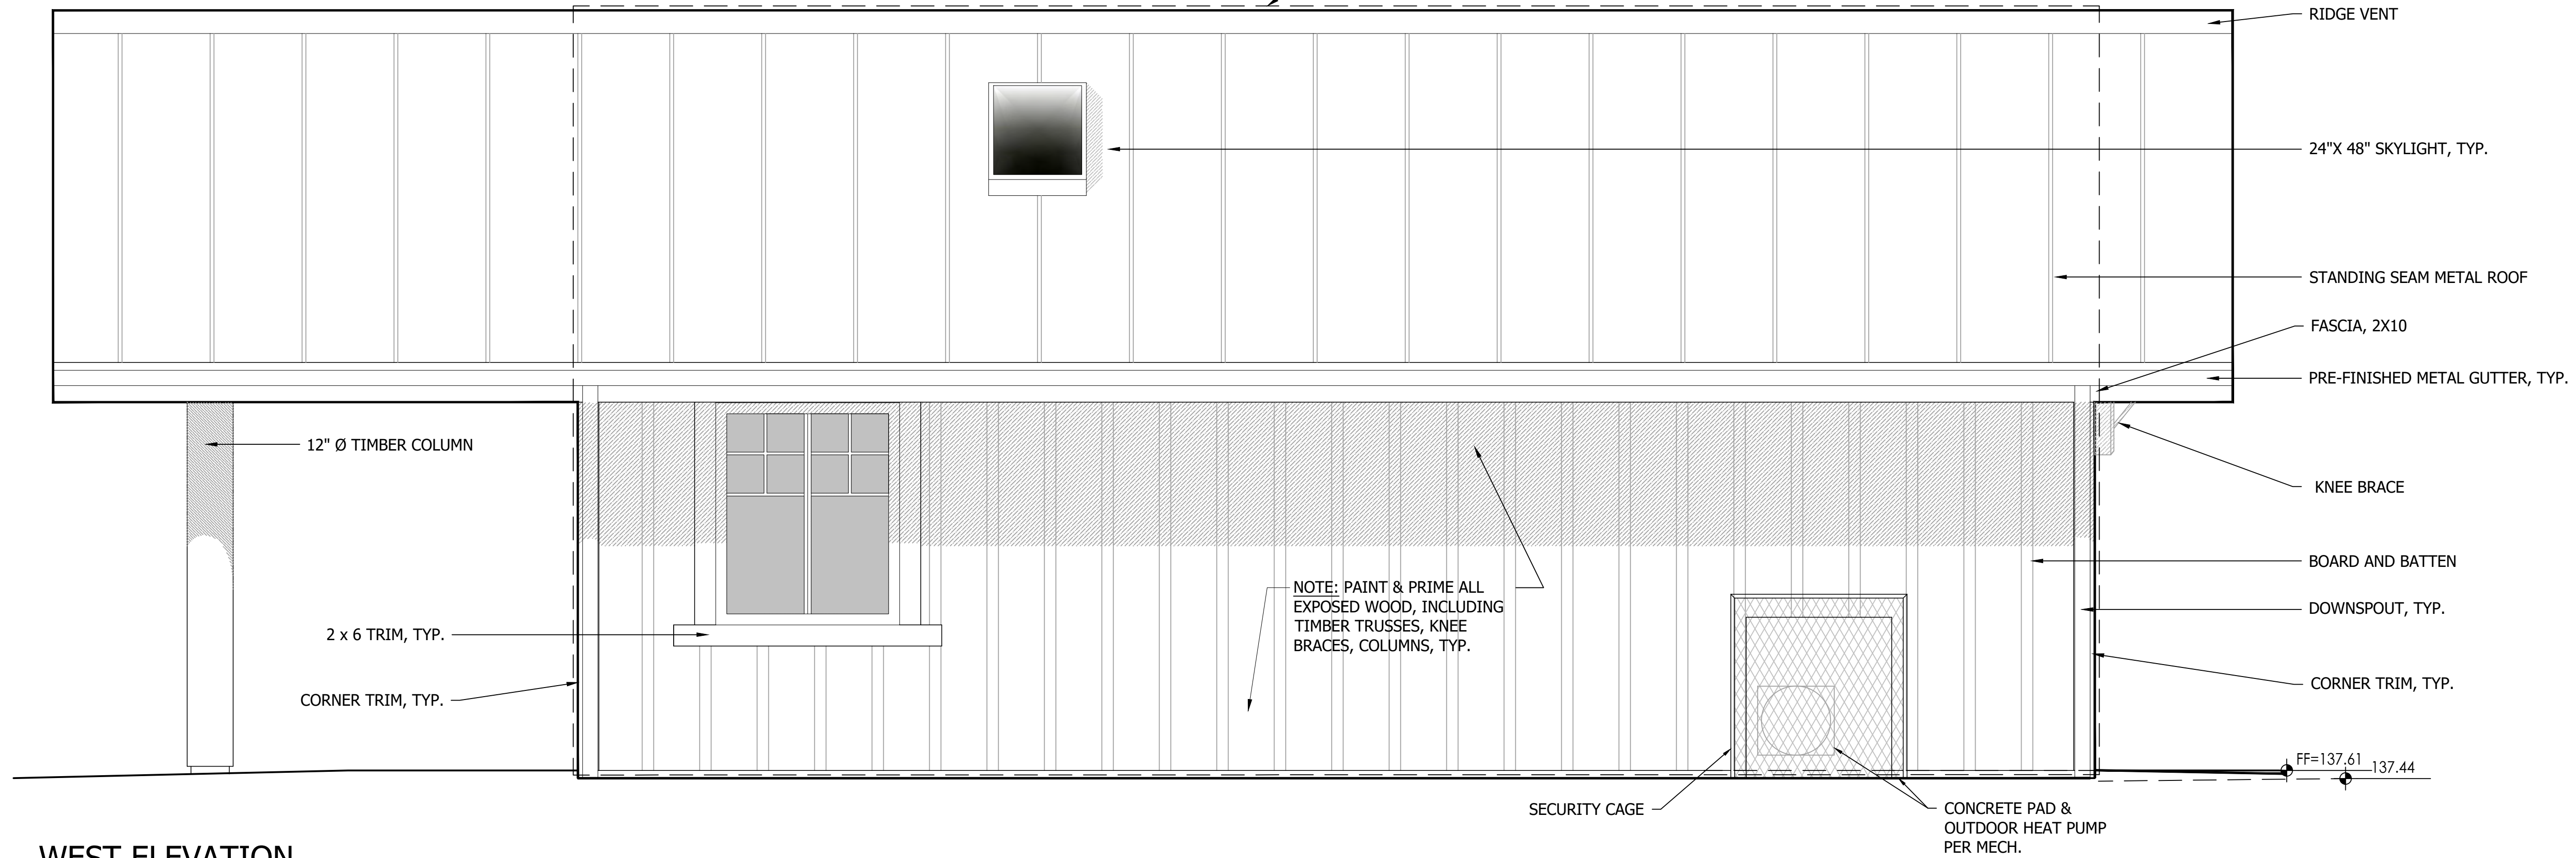 RIDGE VENT
24"X 48" SKYLIGHT, TYP.
STANDING SEAM METAL ROOF
FASCIA, 2X10
PRE-FINISHED METAL GUTTER, TYP.
12" Ø TIMBER COLUMN
KNEE BRACE
BOARD AND BATTEN
NOTE: PAINT & PRIME ALL
EXPOSED WOOD, INCLUDING
TIMBER TRUSSES, KNEE
BRACES, COLUMNS, TYP.
DOWNSPOUT, TYP.
2 x 6 TRIM, TYP.
CORNER TRIM, TYP.
CORNER TRIM, TYP.
FF=137.61
137.44
SECURITY CAGE
CONCRETE PAD &
OUTDOOR HEAT PUMP
PER MECH.
WEST ELEVATION